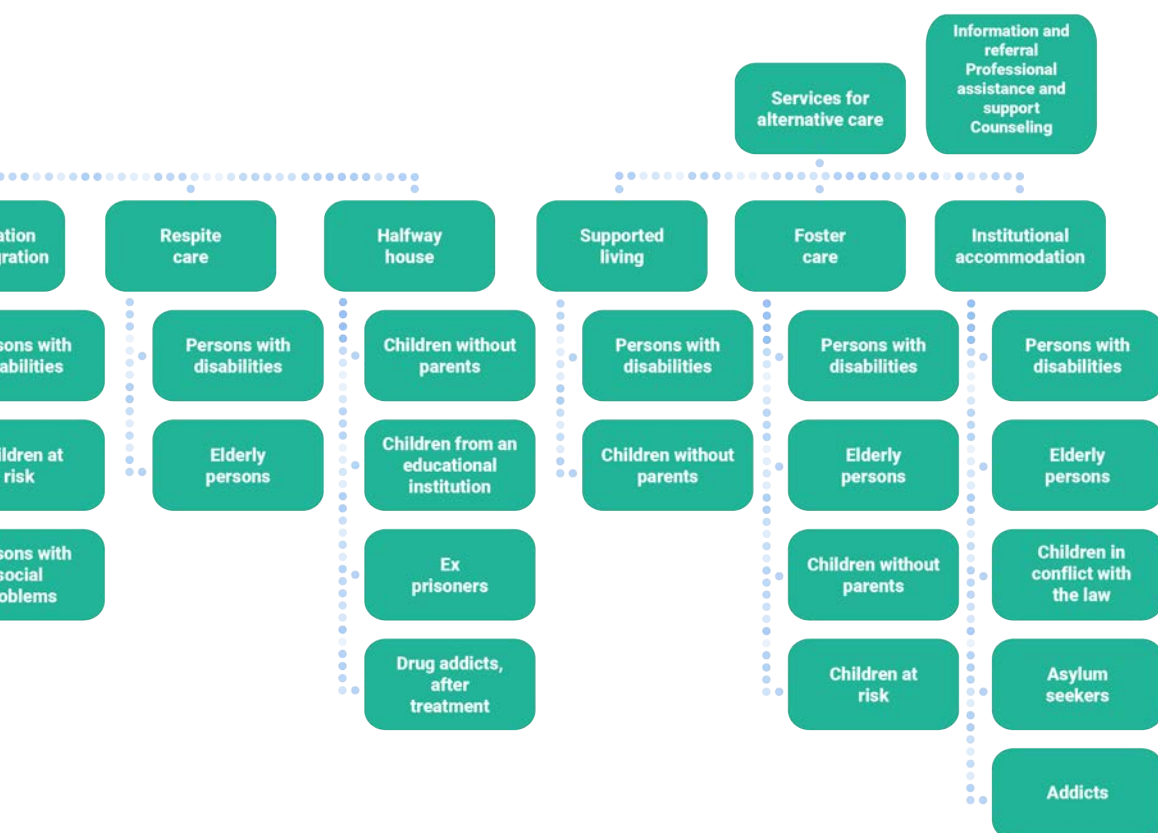 Information and
referral
Professional
assistance and
support
Counseling
Services for
alternative care
Respite
care
Halfway
house
Supported
living
Foster
care
Institutional
accommodation
Persons with
disabilities
Elderly
persons
Children without
parents
Children from an
educational
institution
Ex
prisoners
Drug addicts,
after
treatment
Persons with
disabilities
Children without
parents
Persons with
disabilities
Elderly
persons
Children without
parents
Children at
risk
Persons with
disabilities
Elderly
persons
Children in
conflict with
the law
Asylum
seekers
Addicts
risk
social